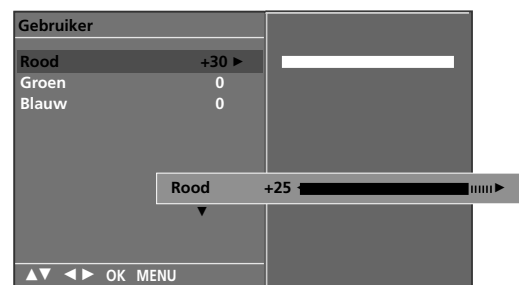 Gebruiker
Rood +30 ►
Groen 0
Blauw 0
Rood +25
▼
▲▼ ◄► OK MENU